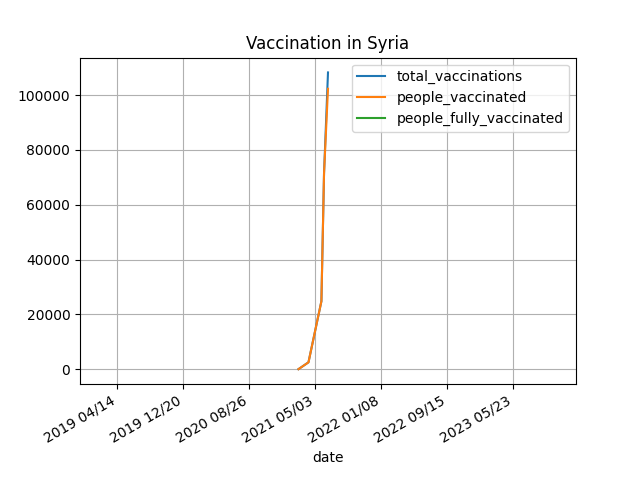 Vaccination in Syria
total_vaccinations
people_vaccinated
people_fully_vaccinated
100000
80000
60000
40000
20000
0
2019 04/14
2019 12/20
2020 08/26
2021 05/03
2022 01/08
2022 09/15
2023 05/23
date